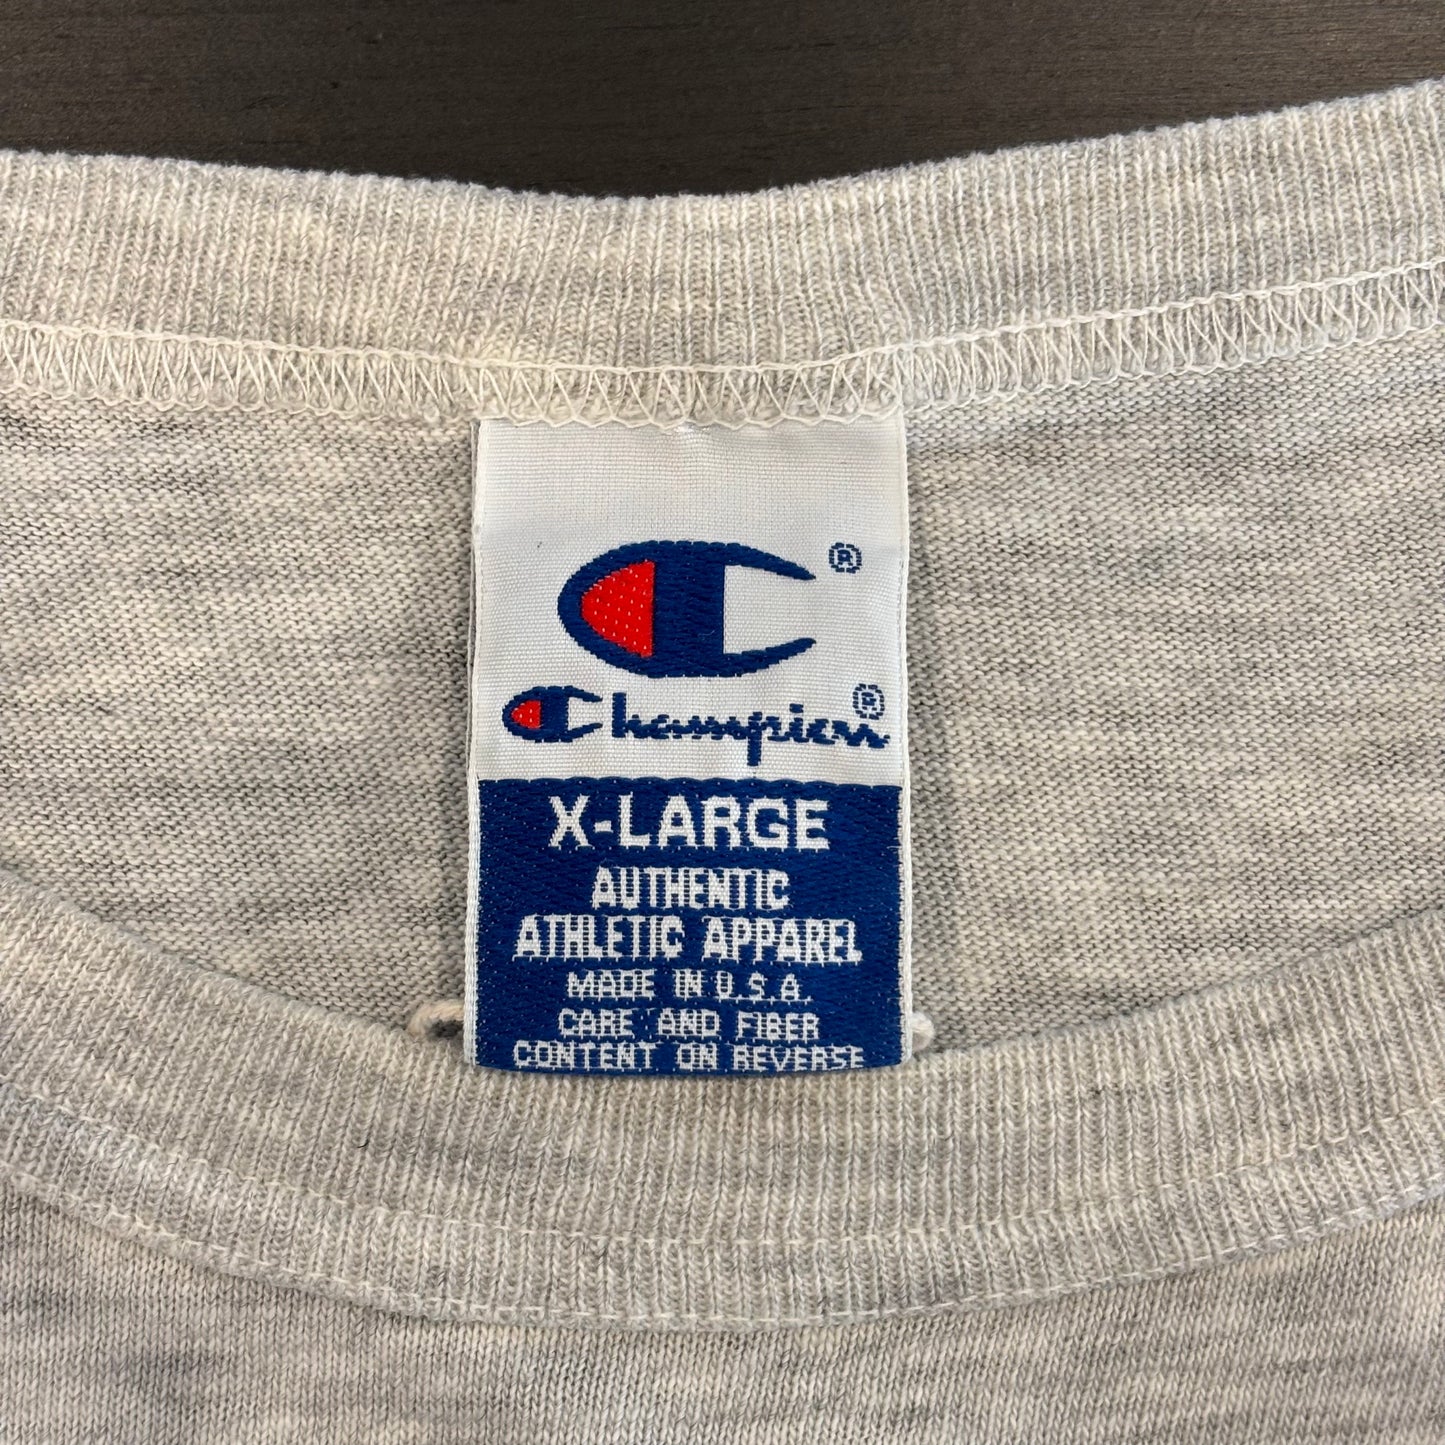 ®
Champion®
X-LARGE
AUTHENTIC
ATHLETIC APPAREL
MADE IN U.S.A.
CARE AND FIBER
CONTENT ON REVERSE